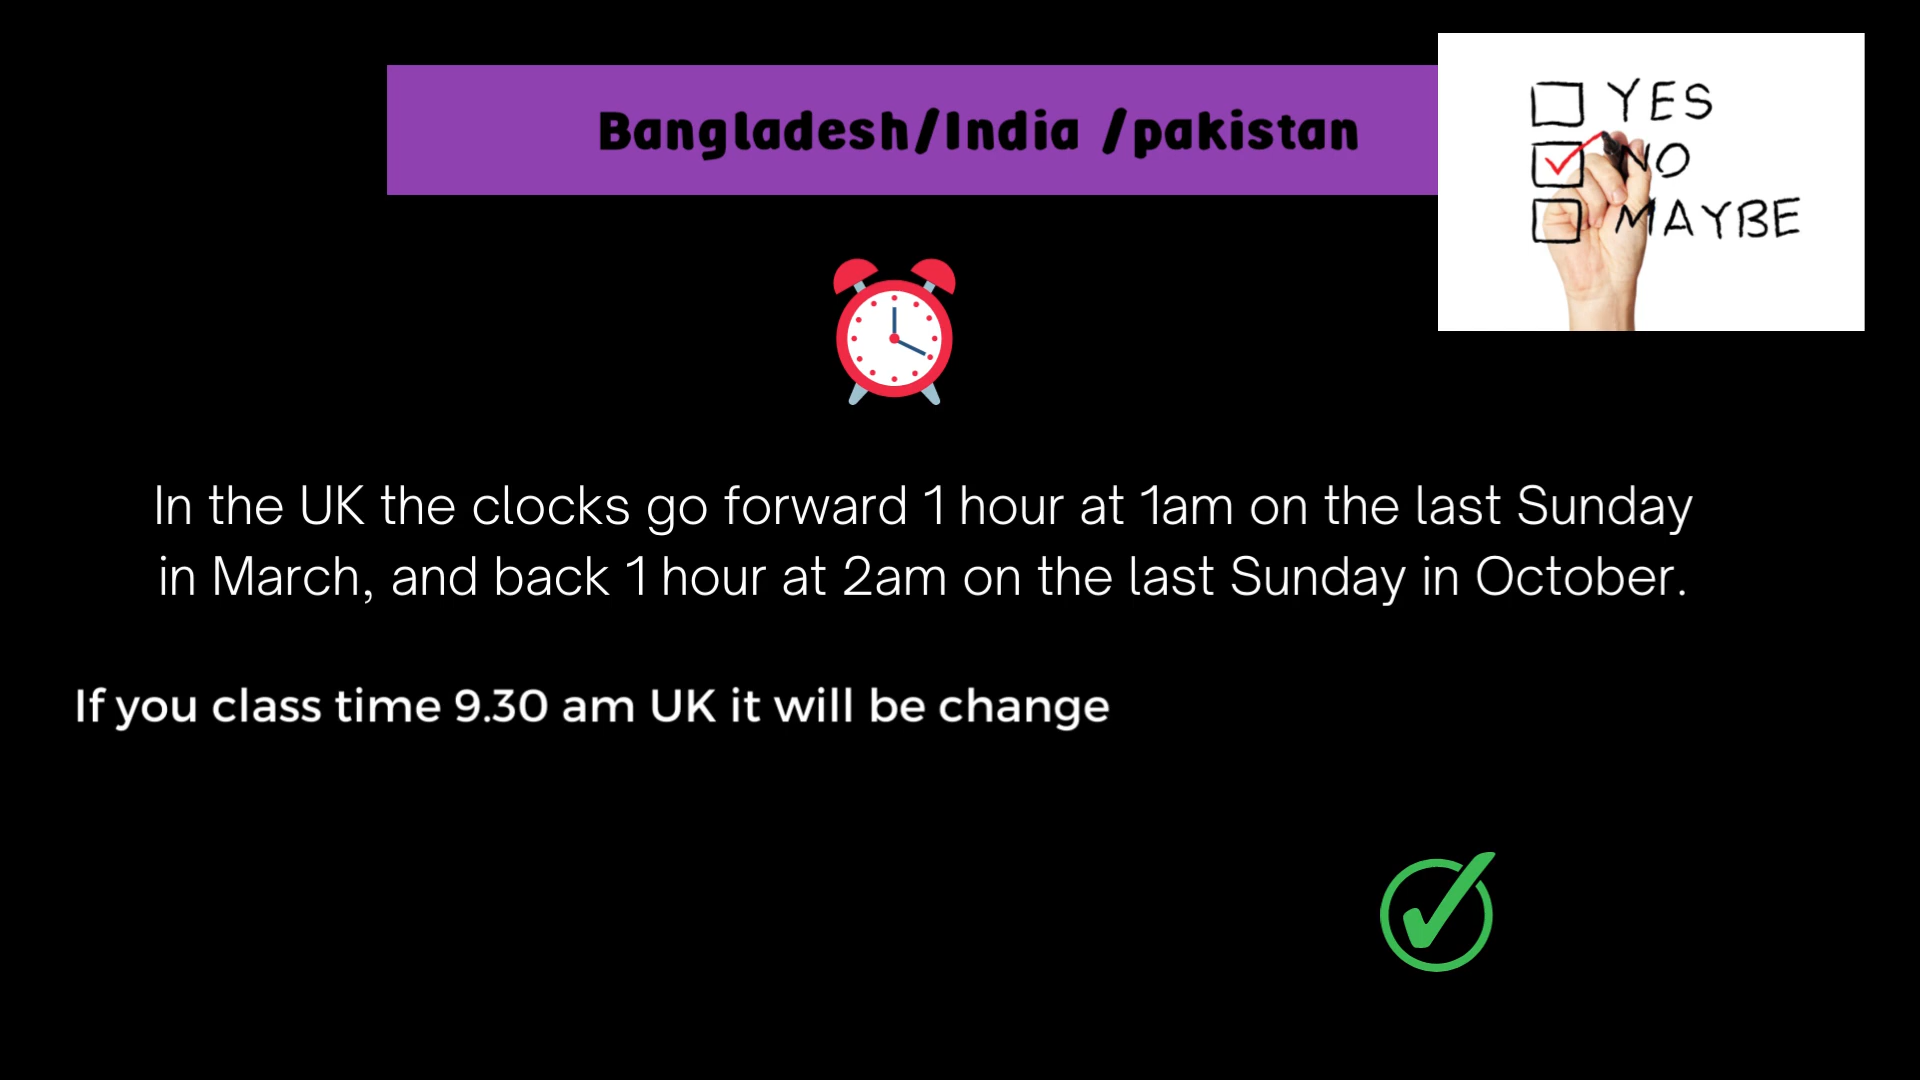 Bangladesh/India /pakistan
YES
NO
MAYBE
In the UK the clocks go forward 1 hour at 1am on the last Sunday
in March, and back 1 hour at 2am on the last Sunday in October.
If you class time 9.30 am UK it will be change